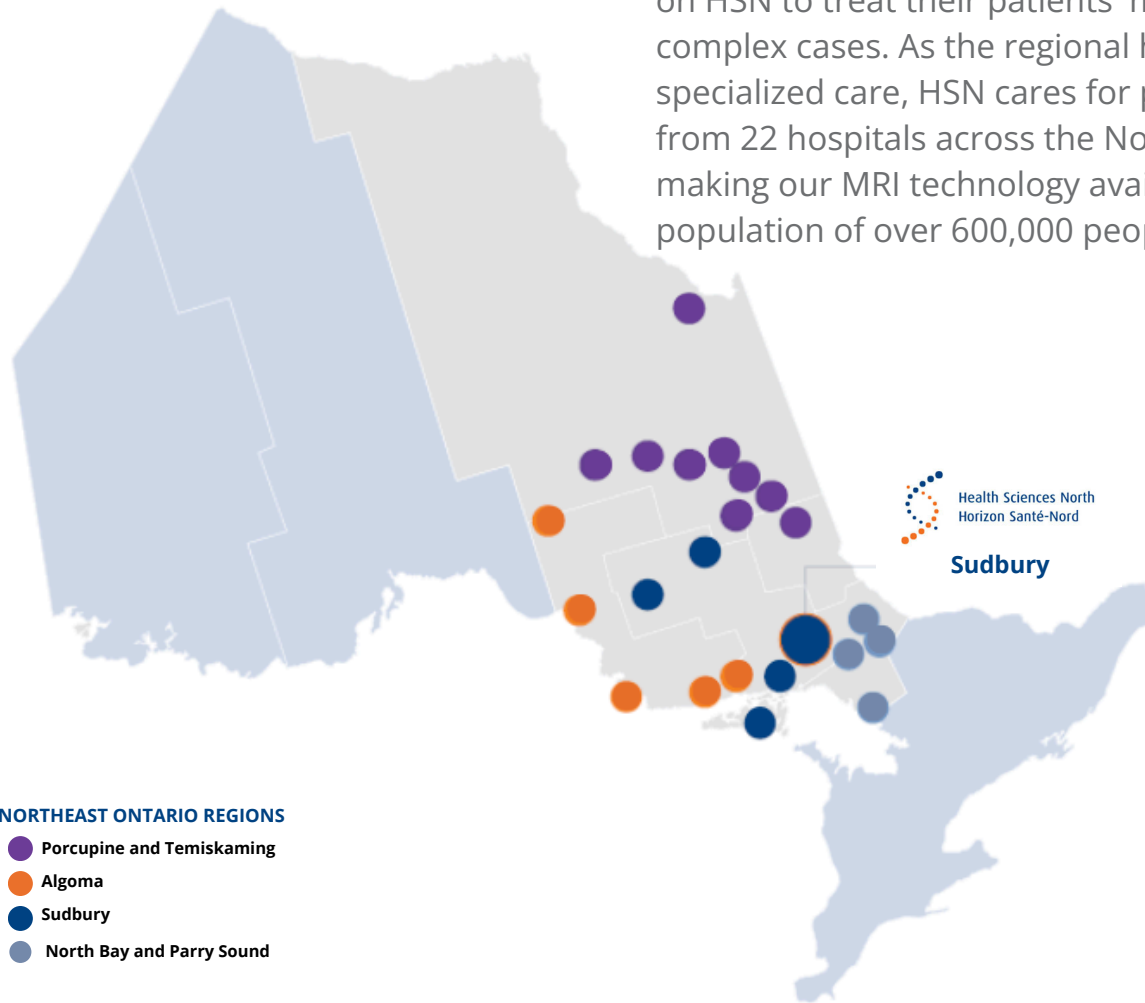 on HSN to treat their patients'
complex cases. As the regional
specialized care, HSN cares for
from 22 hospitals across the
making our MRI technology
population of over 600,000
Health Sciences North
Horizon Santé-Nord
Sudbury
NORTHEAST ONTARIO REGIONS
Porcupine and Temiskaming
Algoma
Sudbury
North Bay and Parry Sound